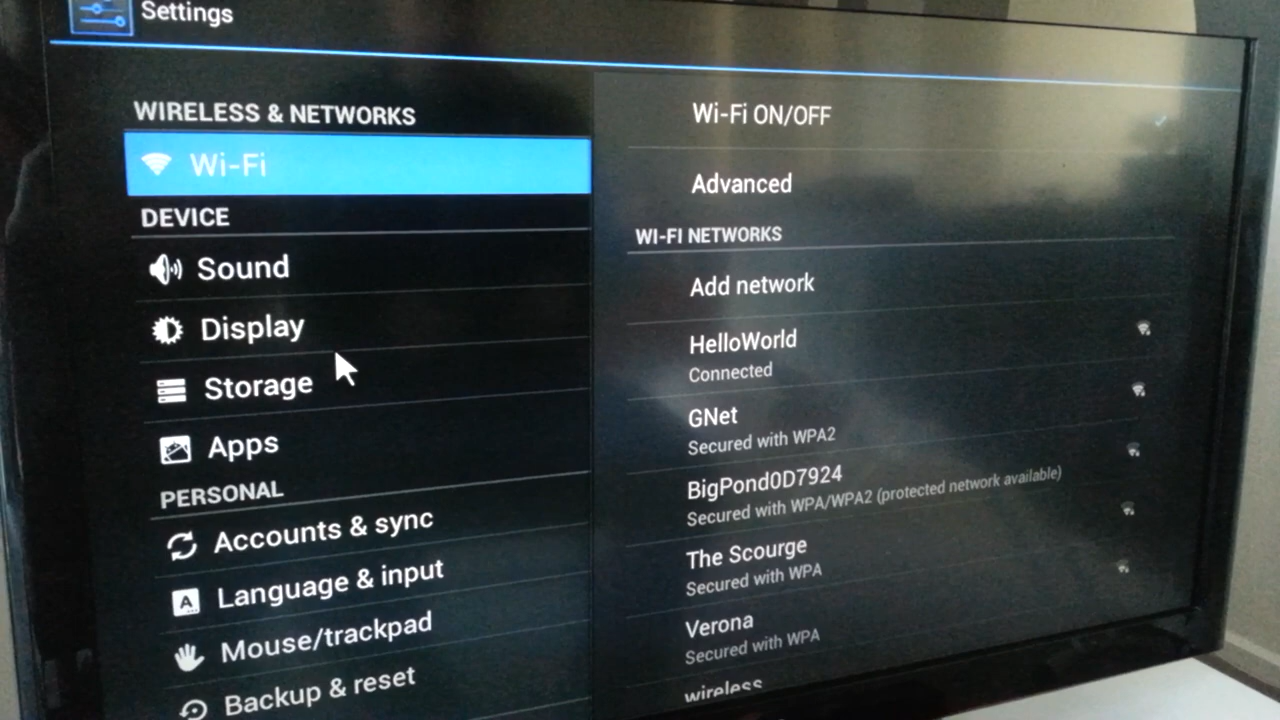 Settings
WIRELESS & NETWORKS
Wi-Fi
DEVICE
Sound
Display
Storage
Apps
PERSONAL
Accounts & sync
Language & input
Mouse/trackpad
Backup & reset
Wi-Fi ON/OFF
Advanced
WI-FI NETWORKS
Add network
HelloWorld
Connected
GNet
Secured with WPA2
BigPond0D7924
Secured with WPA/WPA2 (protected network available)
The Scourge
Secured with WPA
Verona
Secured with WPA
wireless